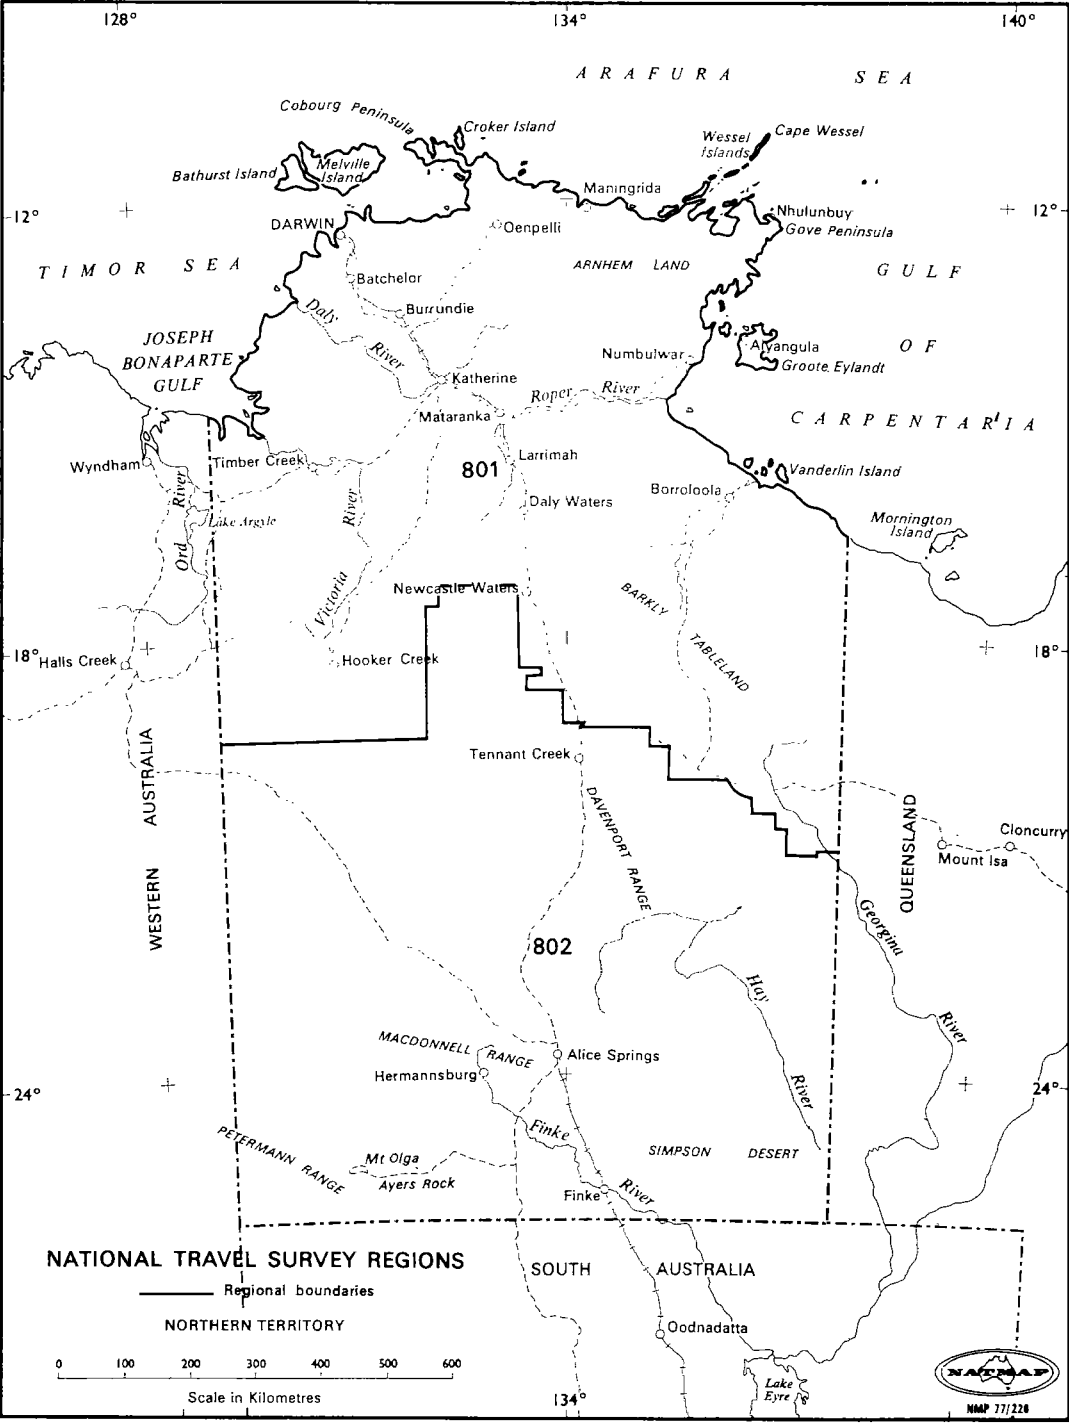 128° 134° 140°
ARAFURA SEA
Cobourg Peninsula
Croker Island
Wessel
Islands
Cape Wessel
Bathurst Island
Melville
Island
Maningrida
12° 12°
DARWIN
Oenpelli
Nhulunbuy
Gove Peninsula
TIMOR SEA
Batchelor
ARNHEM LAND
GULF
OF
CARPENTARIA
Daly
River
Burrundie
JOSEPH
BONAPARTE
GULF
Numbulwar
Alyangula
Groote Eylandt
Katherine
Roper River
Mataranka
Wyndham
Timber Creek
Larrimah
801
Vanderlin Island
Borroloola
Daly Waters
Ord River
Lake Argyle
Victoria River
Mornington
Island
Newcastle Waters
BARKLY
TABLELAND
18° 18°
Halls Creek
Hooker Creek
WESTERN AUSTRALIA
Tennant Creek
DAVENPORT RANGE
QUEENSLAND
Cloncurry
Mount Isa
Georgina
River
802
Hay
River
MACDONNELL RANGE
Alice Springs
Hermannsburg
24° 24°
Finke
River
PETERMANN RANGE
Mt Olga
Ayers Rock
SIMPSON DESERT
Finke
NATIONAL TRAVEL SURVEY REGIONS
Regional boundaries
NORTHERN TERRITORY
0 100 200 300 400 500 600
Scale in Kilometres
SOUTH AUSTRALIA
Oodnadatta
Lake
Eyre
134°
NATMAP
NMP 77/226